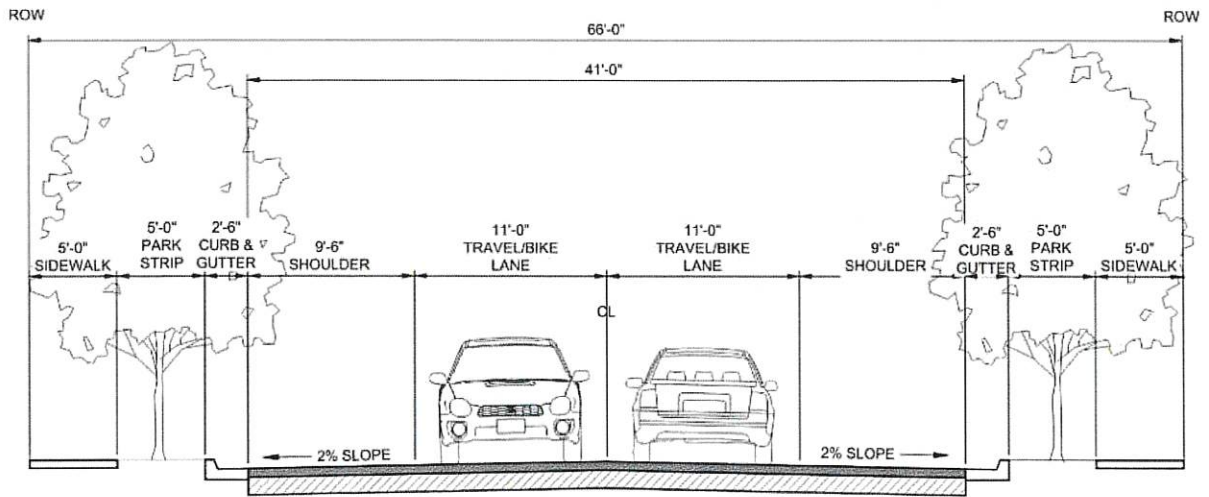 ROW
ROW
66'-0"
41'-0"
5'-0"
SIDEWALK
5'-0"
PARK
STRIP
2'-6"
CURB &
GUTTER
9'-6"
SHOULDER
11'-0"
TRAVEL/BIKE
LANE
11'-0"
TRAVEL/BIKE
LANE
9'-6"
SHOULDER
2'-6"
CURB &
GUTTER
5'-0"
PARK
STRIP
5'-0"
SIDEWALK
CL
2% SLOPE
2% SLOPE